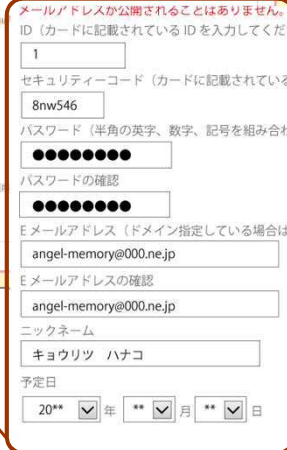 メールアドレスが公開されることはありません。
ID（カードに記載されている ID を入力してくだ
1
セキュリティーコード（カードに記載されている
8nw546
パスワード（半角の英字、数字、記号を組み合わ
●●●●●●●●
パスワードの確認
●●●●●●●●
E メールアドレス（ドメイン指定している場合は
angel-memory@000.ne.jp
E メールアドレスの確認
angel-memory@000.ne.jp
ニックネーム
キョウリツ　ハナコ
予定日
20** 年 ** 月 ** 日